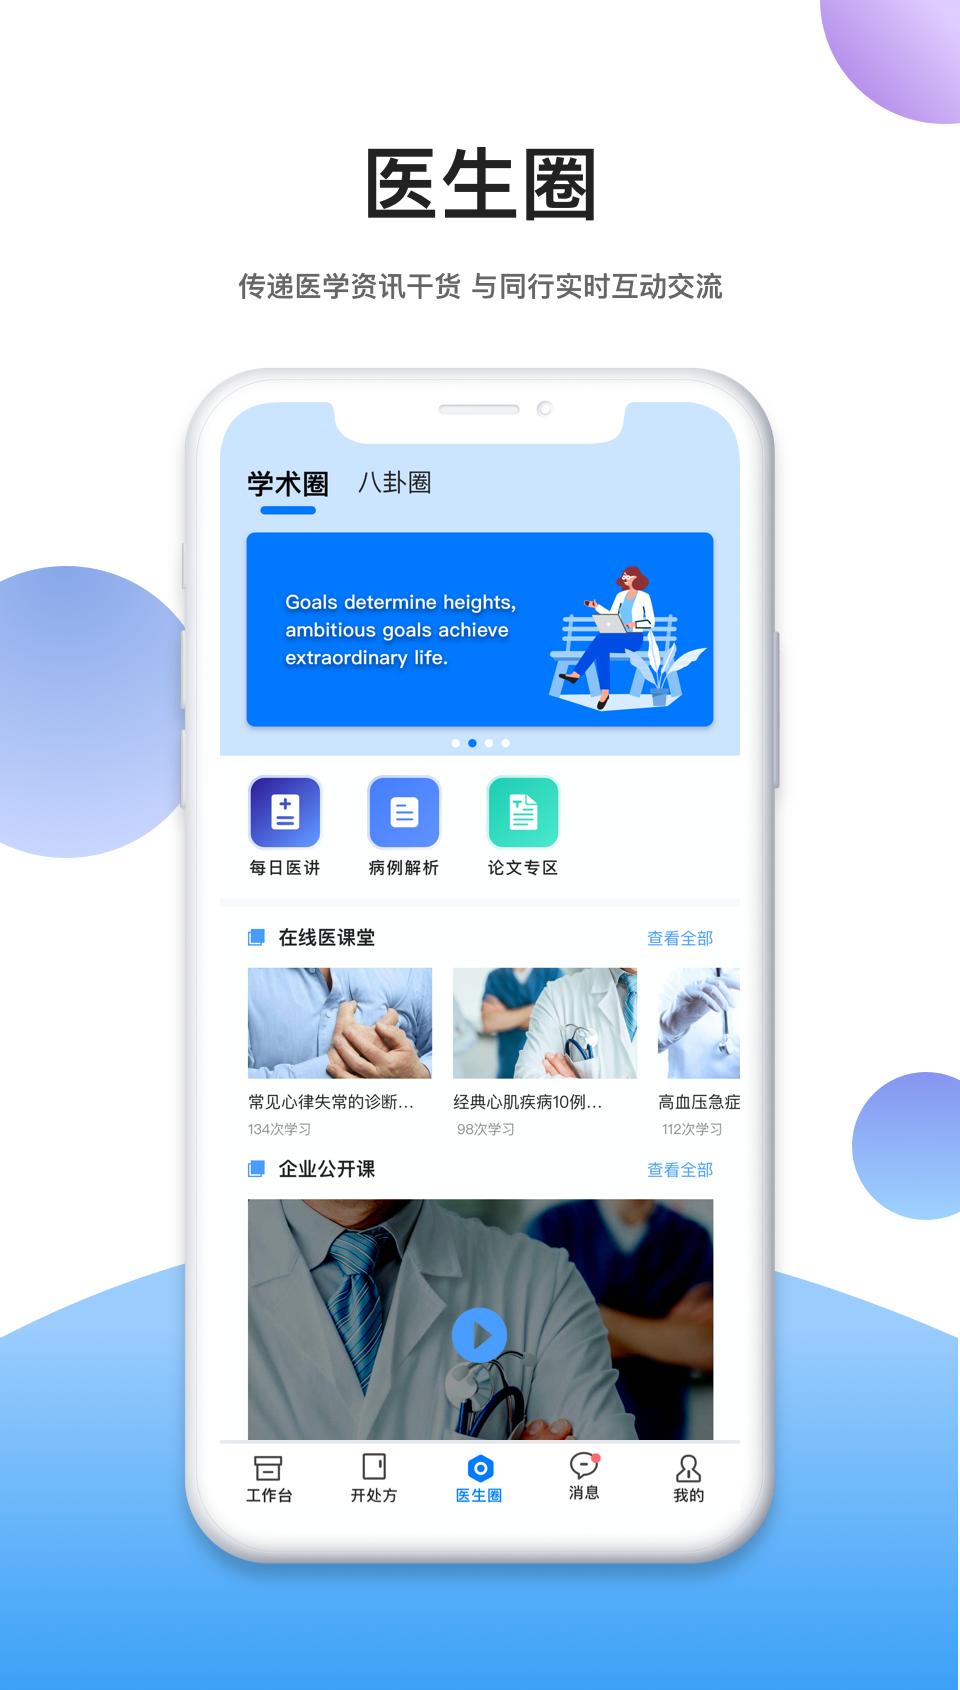 医生圈
传递医学资讯干货 与同行实时互动交流
学术圈 八卦圈
Goals determine heights,
ambitious goals achieve
extraordinary life.
每日医讲 病例解析 论文专区
在线医课堂 查看全部
常见心律失常的诊断... 经典心肌疾病10例... 高血压急症
134次学习 98次学习 112次学习
企业公开课 查看全部
工作台 开处方 医生圈 消息 我的